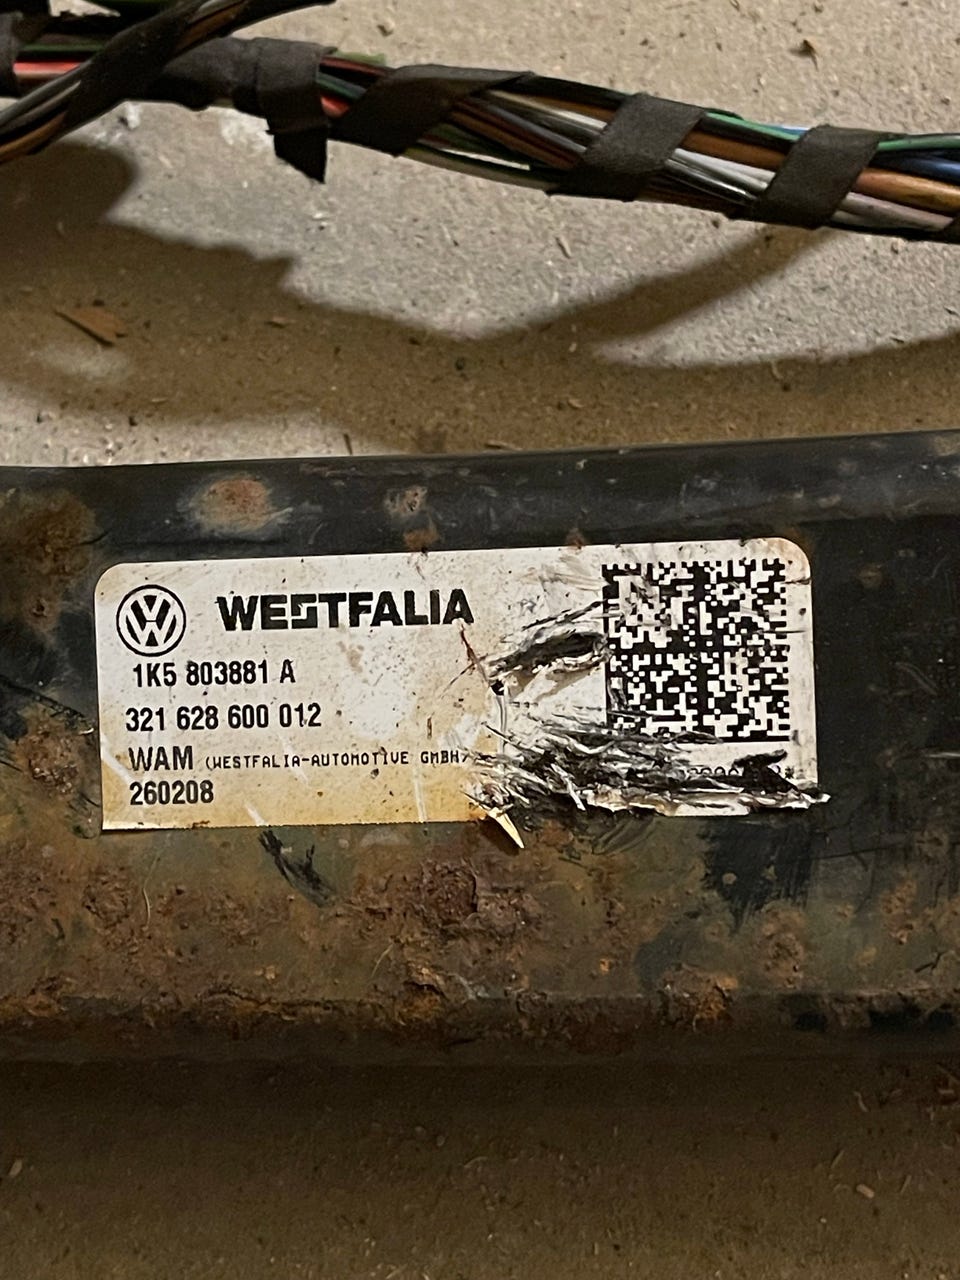 WESTFALIA
1K5 803881 A
321 628 600 012
WAM (WESTFALIA-AUTOMOTIVE GMBH)
260208